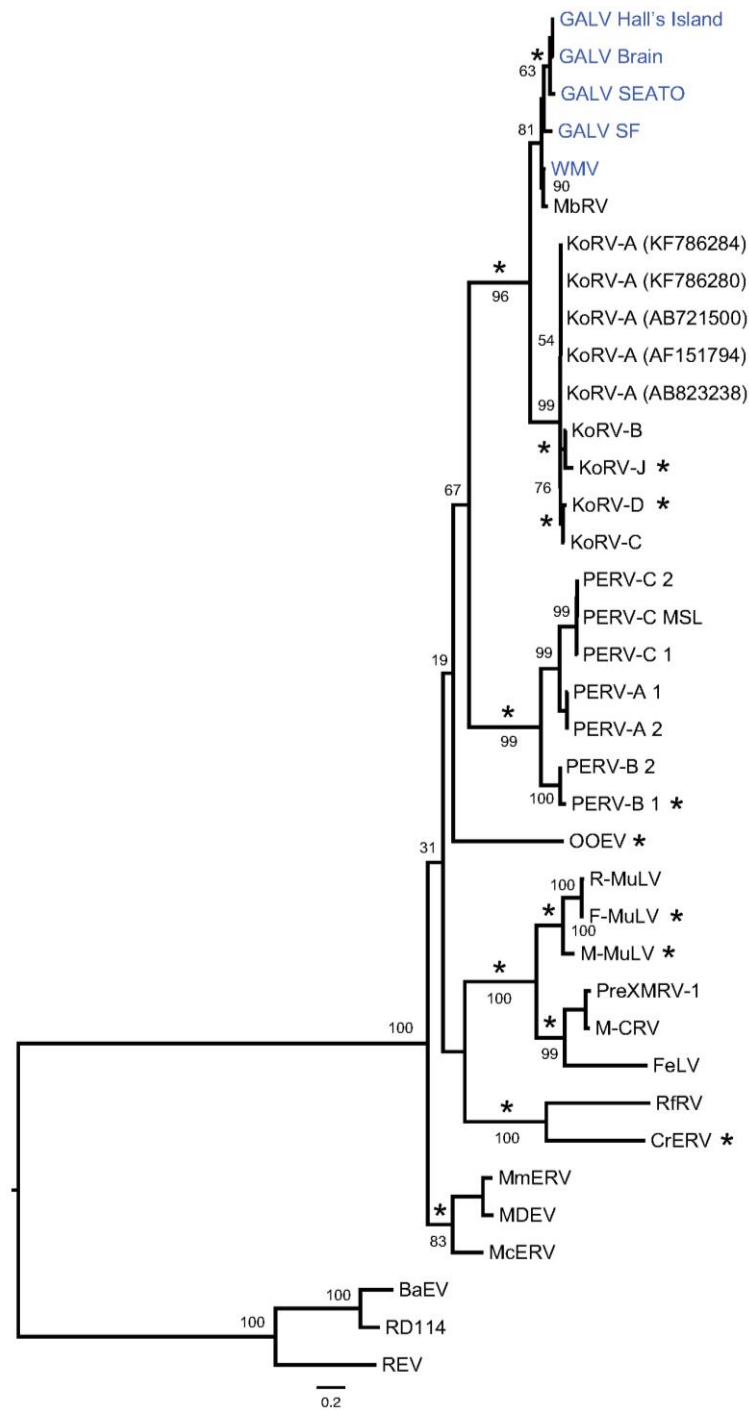 GALV Hall's Island
*
GALV Brain
63
GALV SEATO
81
GALV SF
WMV
90
MbRV
KoRV-A (KF786284)
*
KoRV-A (KF786280)
96
KoRV-A (AB721500)
54
KoRV-A (AF151794)
KoRV-A (AB823238)
99
KoRV-B
*
KoRV-J *
76
67
KoRV-D *
*
KoRV-C
PERV-C 2
99
PERV-C MSL
99
PERV-C 1
19
PERV-A 1
*
PERV-A 2
99
PERV-B 2
100
PERV-B 1 *
OOEV *
31
R-MuLV
100
*
F-MuLV *
100
M-MuLV *
*
100
PreXMRV-1
*
M-CRV
100
99
FeLV
RfRV
*
100
CrERV *
MmERV
*
MDEV
83
McERV
BaEV
100
RD114
100
REV
0.2